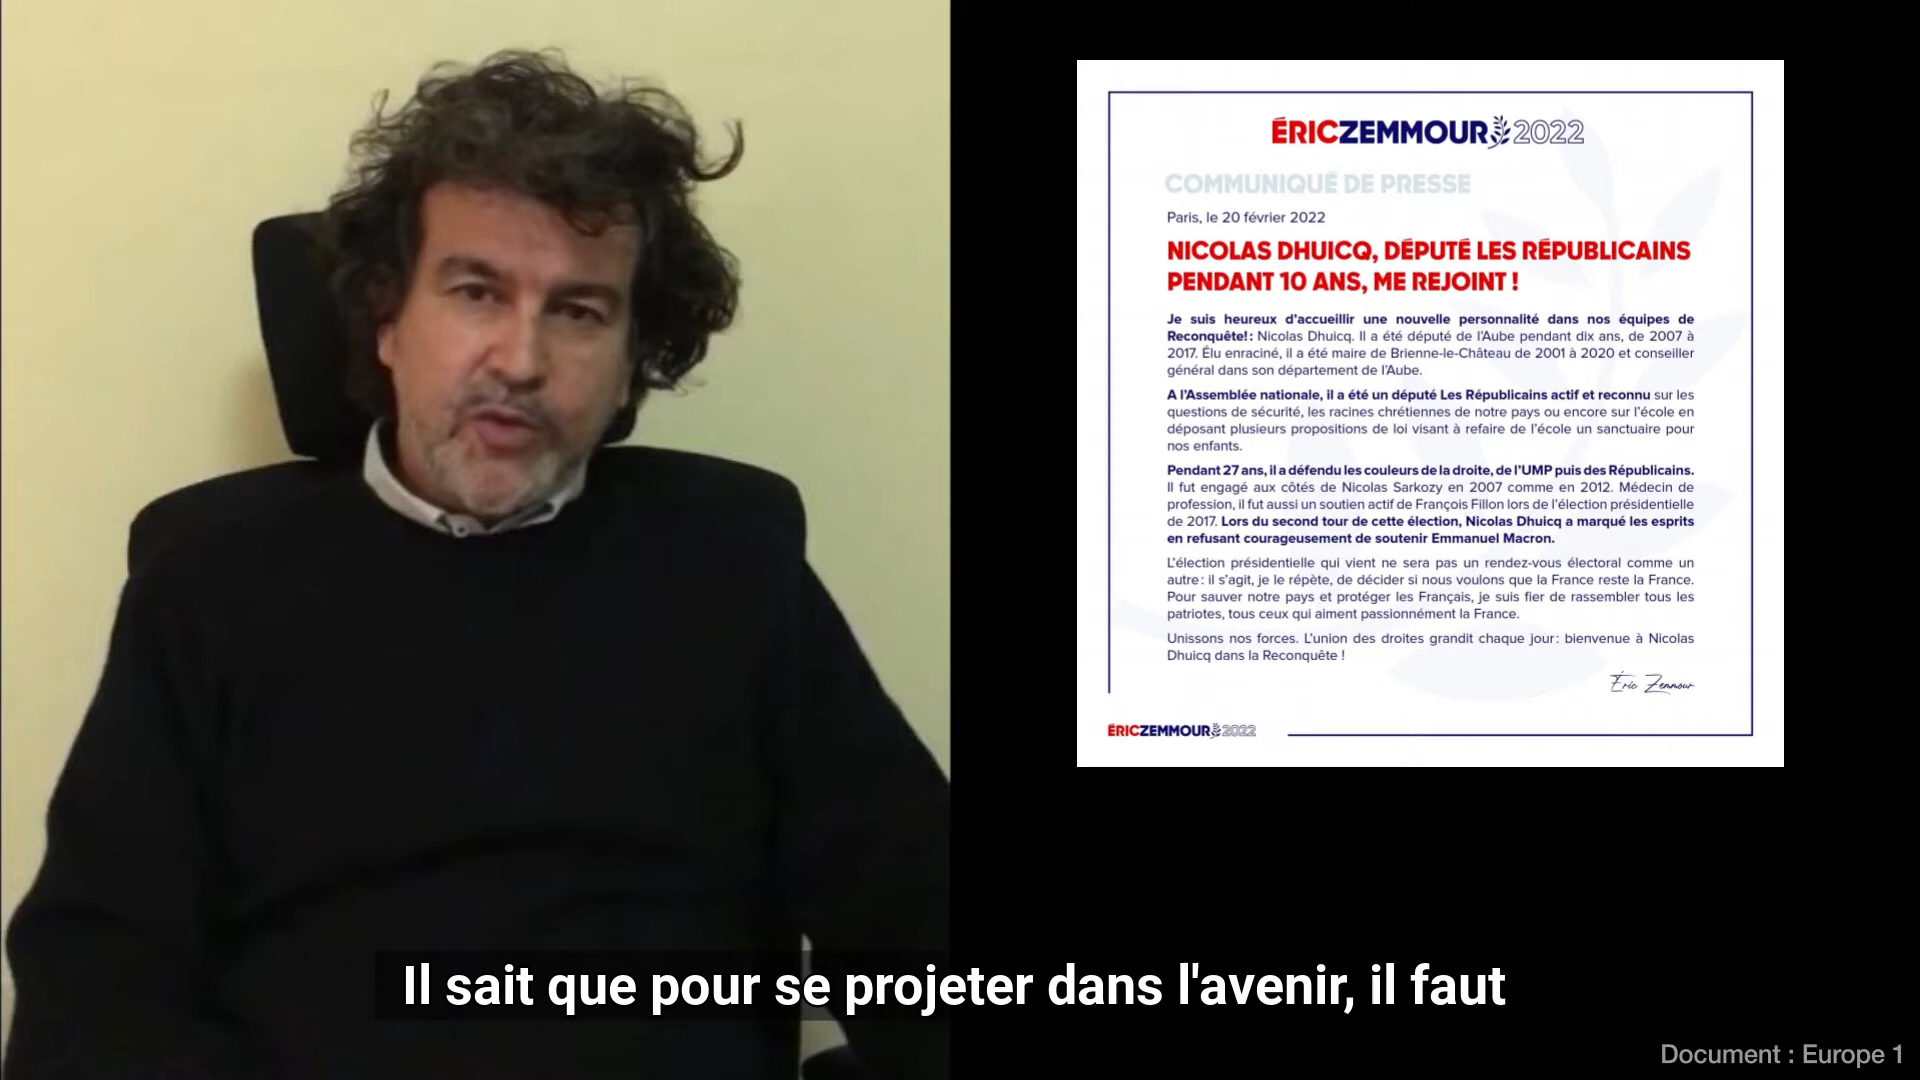 ÉRICZEMMOUR 2022
COMMUNIQUÉ DE PRESSE
Paris, le 20 février 2022
NICOLAS DHUICQ, DÉPUTÉ LES RÉPUBLICAINS
PENDANT 10 ANS, ME REJOINT !
Je suis heureux d'accueillir une nouvelle personnalité dans nos équipes de
Reconquête! : Nicolas Dhuicq. Il a été député de l'Aube pendant dix ans, de 2007 à
2017. Élu enraciné, il a été maire de Brienne-le-Château de 2001 à 2020 et conseiller
général dans son département de l'Aube.
A l'Assemblée nationale, il a été un député Les Républicains actif et reconnu sur les
questions de sécurité, les racines chrétiennes de notre pays ou encore sur l'école en
déposant plusieurs propositions de loi visant à refaire de l'école un sanctuaire pour
nos enfants.
Pendant 27 ans, il a défendu les couleurs de la droite, de l'UMP puis des Républicains.
Il fut engagé aux côtés de Nicolas Sarkozy en 2007 comme en 2012. Médecin de
profession, il fut aussi un soutien actif de François Fillon lors de l'élection présidentielle
de 2017. Lors du second tour de cette élection, Nicolas Dhuicq a marqué les esprits
en refusant courageusement de soutenir Emmanuel Macron.
L'élection présidentielle qui vient ne sera pas un rendez-vous électoral comme un
autre : il s'agit, je le répète, de décider si nous voulons que la France reste la France.
Pour sauver notre pays et protéger les Français, je suis fier de rassembler tous les
patriotes, tous ceux qui aiment passionnément la France.
Unissons nos forces. L'union des droites grandit chaque jour : bienvenue à Nicolas
Dhuicq dans la Reconquête !
Éric Zemmour
ÉRICZEMMOUR 2022
Il sait que pour se projeter dans l'avenir, il faut
Document : Europe 1